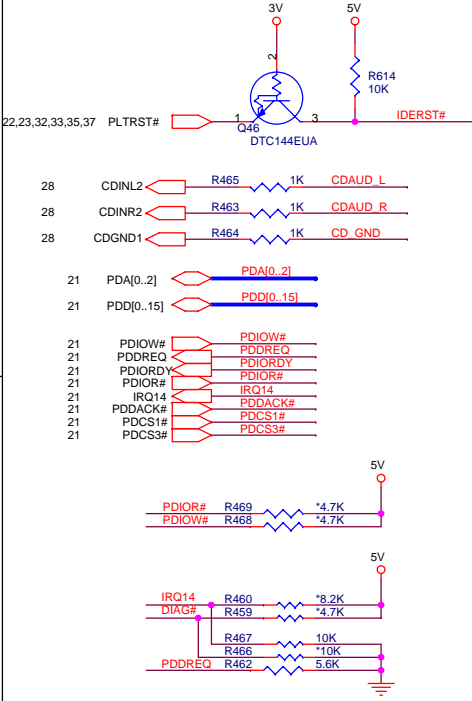 3V 5V
2
R614
10K
22,23,32,33,35,37 PLTRST# 1 3 IDERST#
Q46
DTC144EUA
28 CDINL2 R465 1K CDAUD_L
28 CDINR2 R463 1K CDAUD_R
28 CDGND1 R464 1K CD_GND
21 PDA[0..2] PDA[0..2]
21 PDD[0..15] PDD[0..15]
21 PDIOW# PDIOW#
21 PDDREQ PDDREQ
21 PDIORDY PDIORDY
21 PDIOR# PDIOR#
21 IRQ14 IRQ14
21 PDDACK# PDDACK#
21 PDCS1# PDCS1#
21 PDCS3# PDCS3#
5V
PDIOR# R469 *4.7K
PDIOW# R468 *4.7K
5V
IRQ14 R460 *8.2K
DIAG# R459 *4.7K
R467 10K
R466 *10K
PDDREQ R462 5.6K